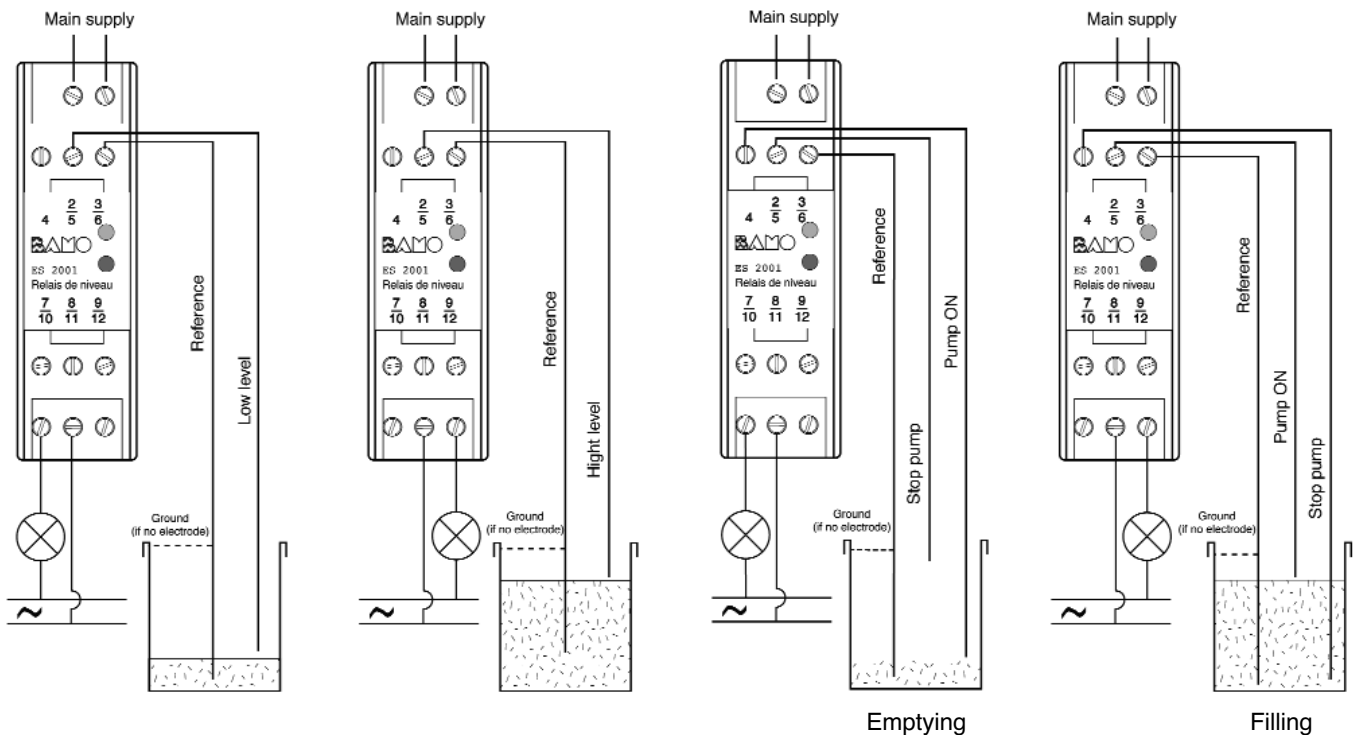 Main supply
4 2/5 3/6
BAMO
ES 2001
Relais de niveau
7/10 8/11 9/12
Reference
Low level
Ground
(if no electrode)
~
Main supply
4 2/5 3/6
BAMO
ES 2001
Relais de niveau
7/10 8/11 9/12
Reference
Hight level
Ground
(if no electrode)
~
Main supply
4 2/5 3/6
BAMO
ES 2001
Relais de niveau
7/10 8/11 9/12
Reference
Stop pump
Pump ON
Ground
(if no electrode)
~
Emptying
Main supply
4 2/5 3/6
BAMO
ES 2001
Relais de niveau
7/10 8/11 9/12
Reference
Pump ON
Stop pump
Ground
(if no electrode)
~
Filling